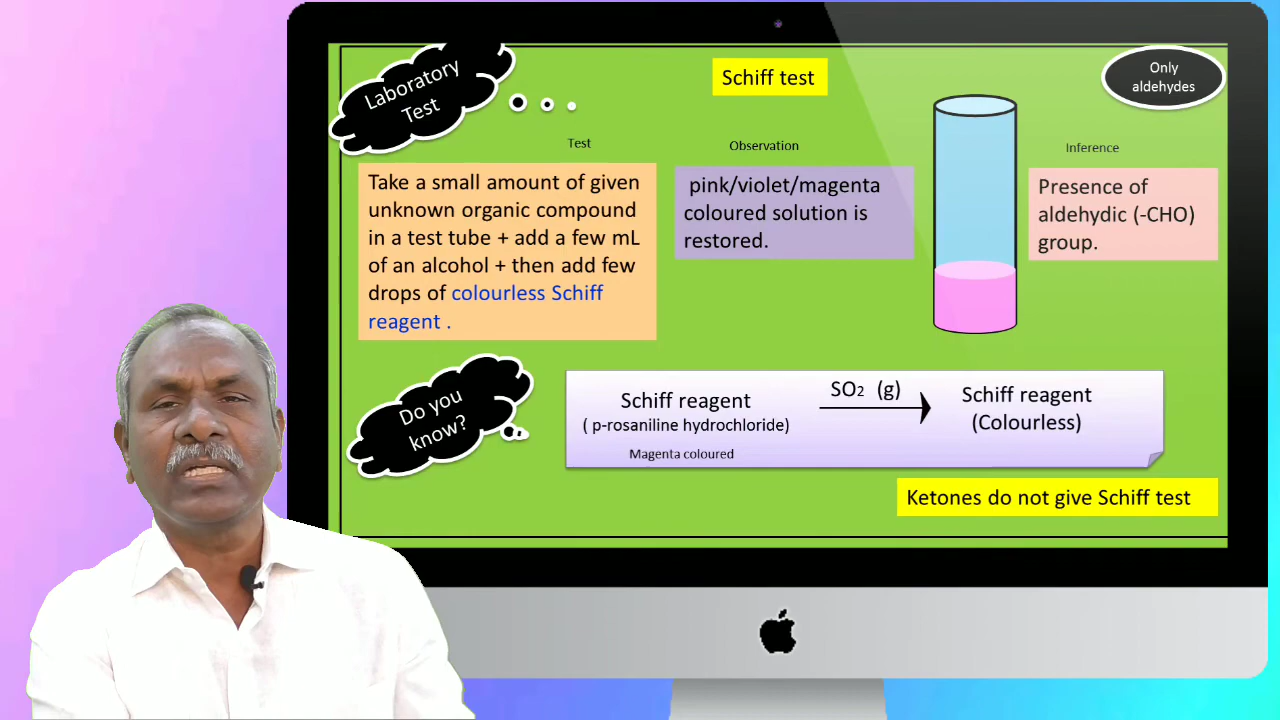 Laboratory
Test
Schiff test
Only
aldehydes
Test
Observation
Inference
Take a small amount of given
unknown organic compound
in a test tube + add a few mL
of an alcohol + then add few
drops of colourless Schiff
reagent .
pink/violet/magenta
coloured solution is
restored.
Presence of
aldehydic (-CHO)
group.
Do you
know?
Schiff reagent
( p-rosaniline hydrochloride)
Magenta coloured
SO2 (g)
Schiff reagent
(Colourless)
Ketones do not give Schiff test